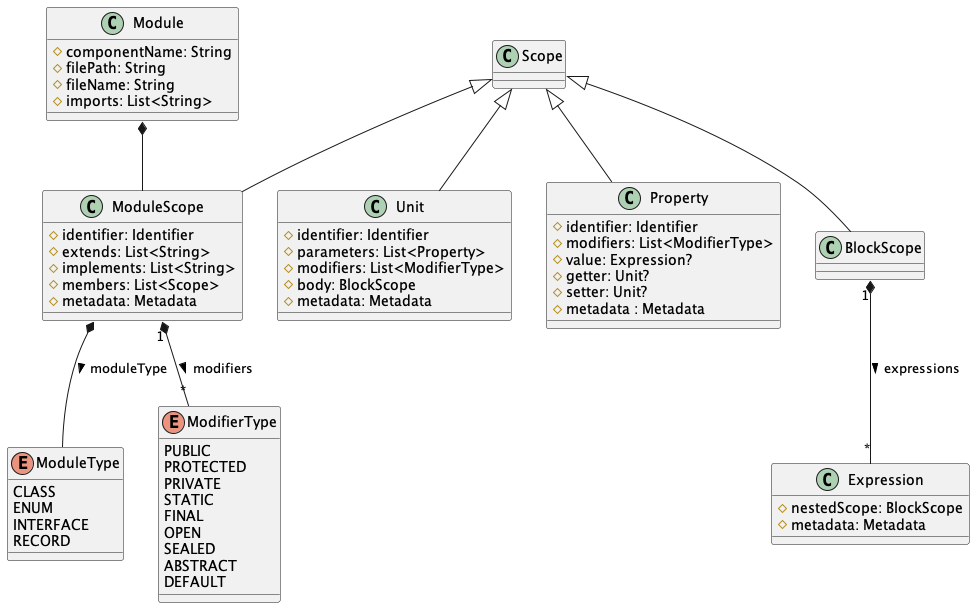 C Module
componentName: String
filePath: String
fileName: String
imports: List<String>
C Scope
C ModuleScope
identifier: Identifier
extends: List<String>
implements: List<String>
members: List<Scope>
metadata: Metadata
C Unit
identifier: Identifier
parameters: List<Property>
modifiers: List<ModifierType>
body: BlockScope
metadata: Metadata
C Property
identifier: Identifier
modifiers: List<ModifierType>
value: Expression?
getter: Unit?
setter: Unit?
metadata : Metadata
C BlockScope
1
1
moduleType
modifiers
expressions
*
*
E ModuleType
CLASS
ENUM
INTERFACE
RECORD
E ModifierType
PUBLIC
PROTECTED
PRIVATE
STATIC
FINAL
OPEN
SEALED
ABSTRACT
DEFAULT
C Expression
nestedScope: BlockScope
metadata: Metadata